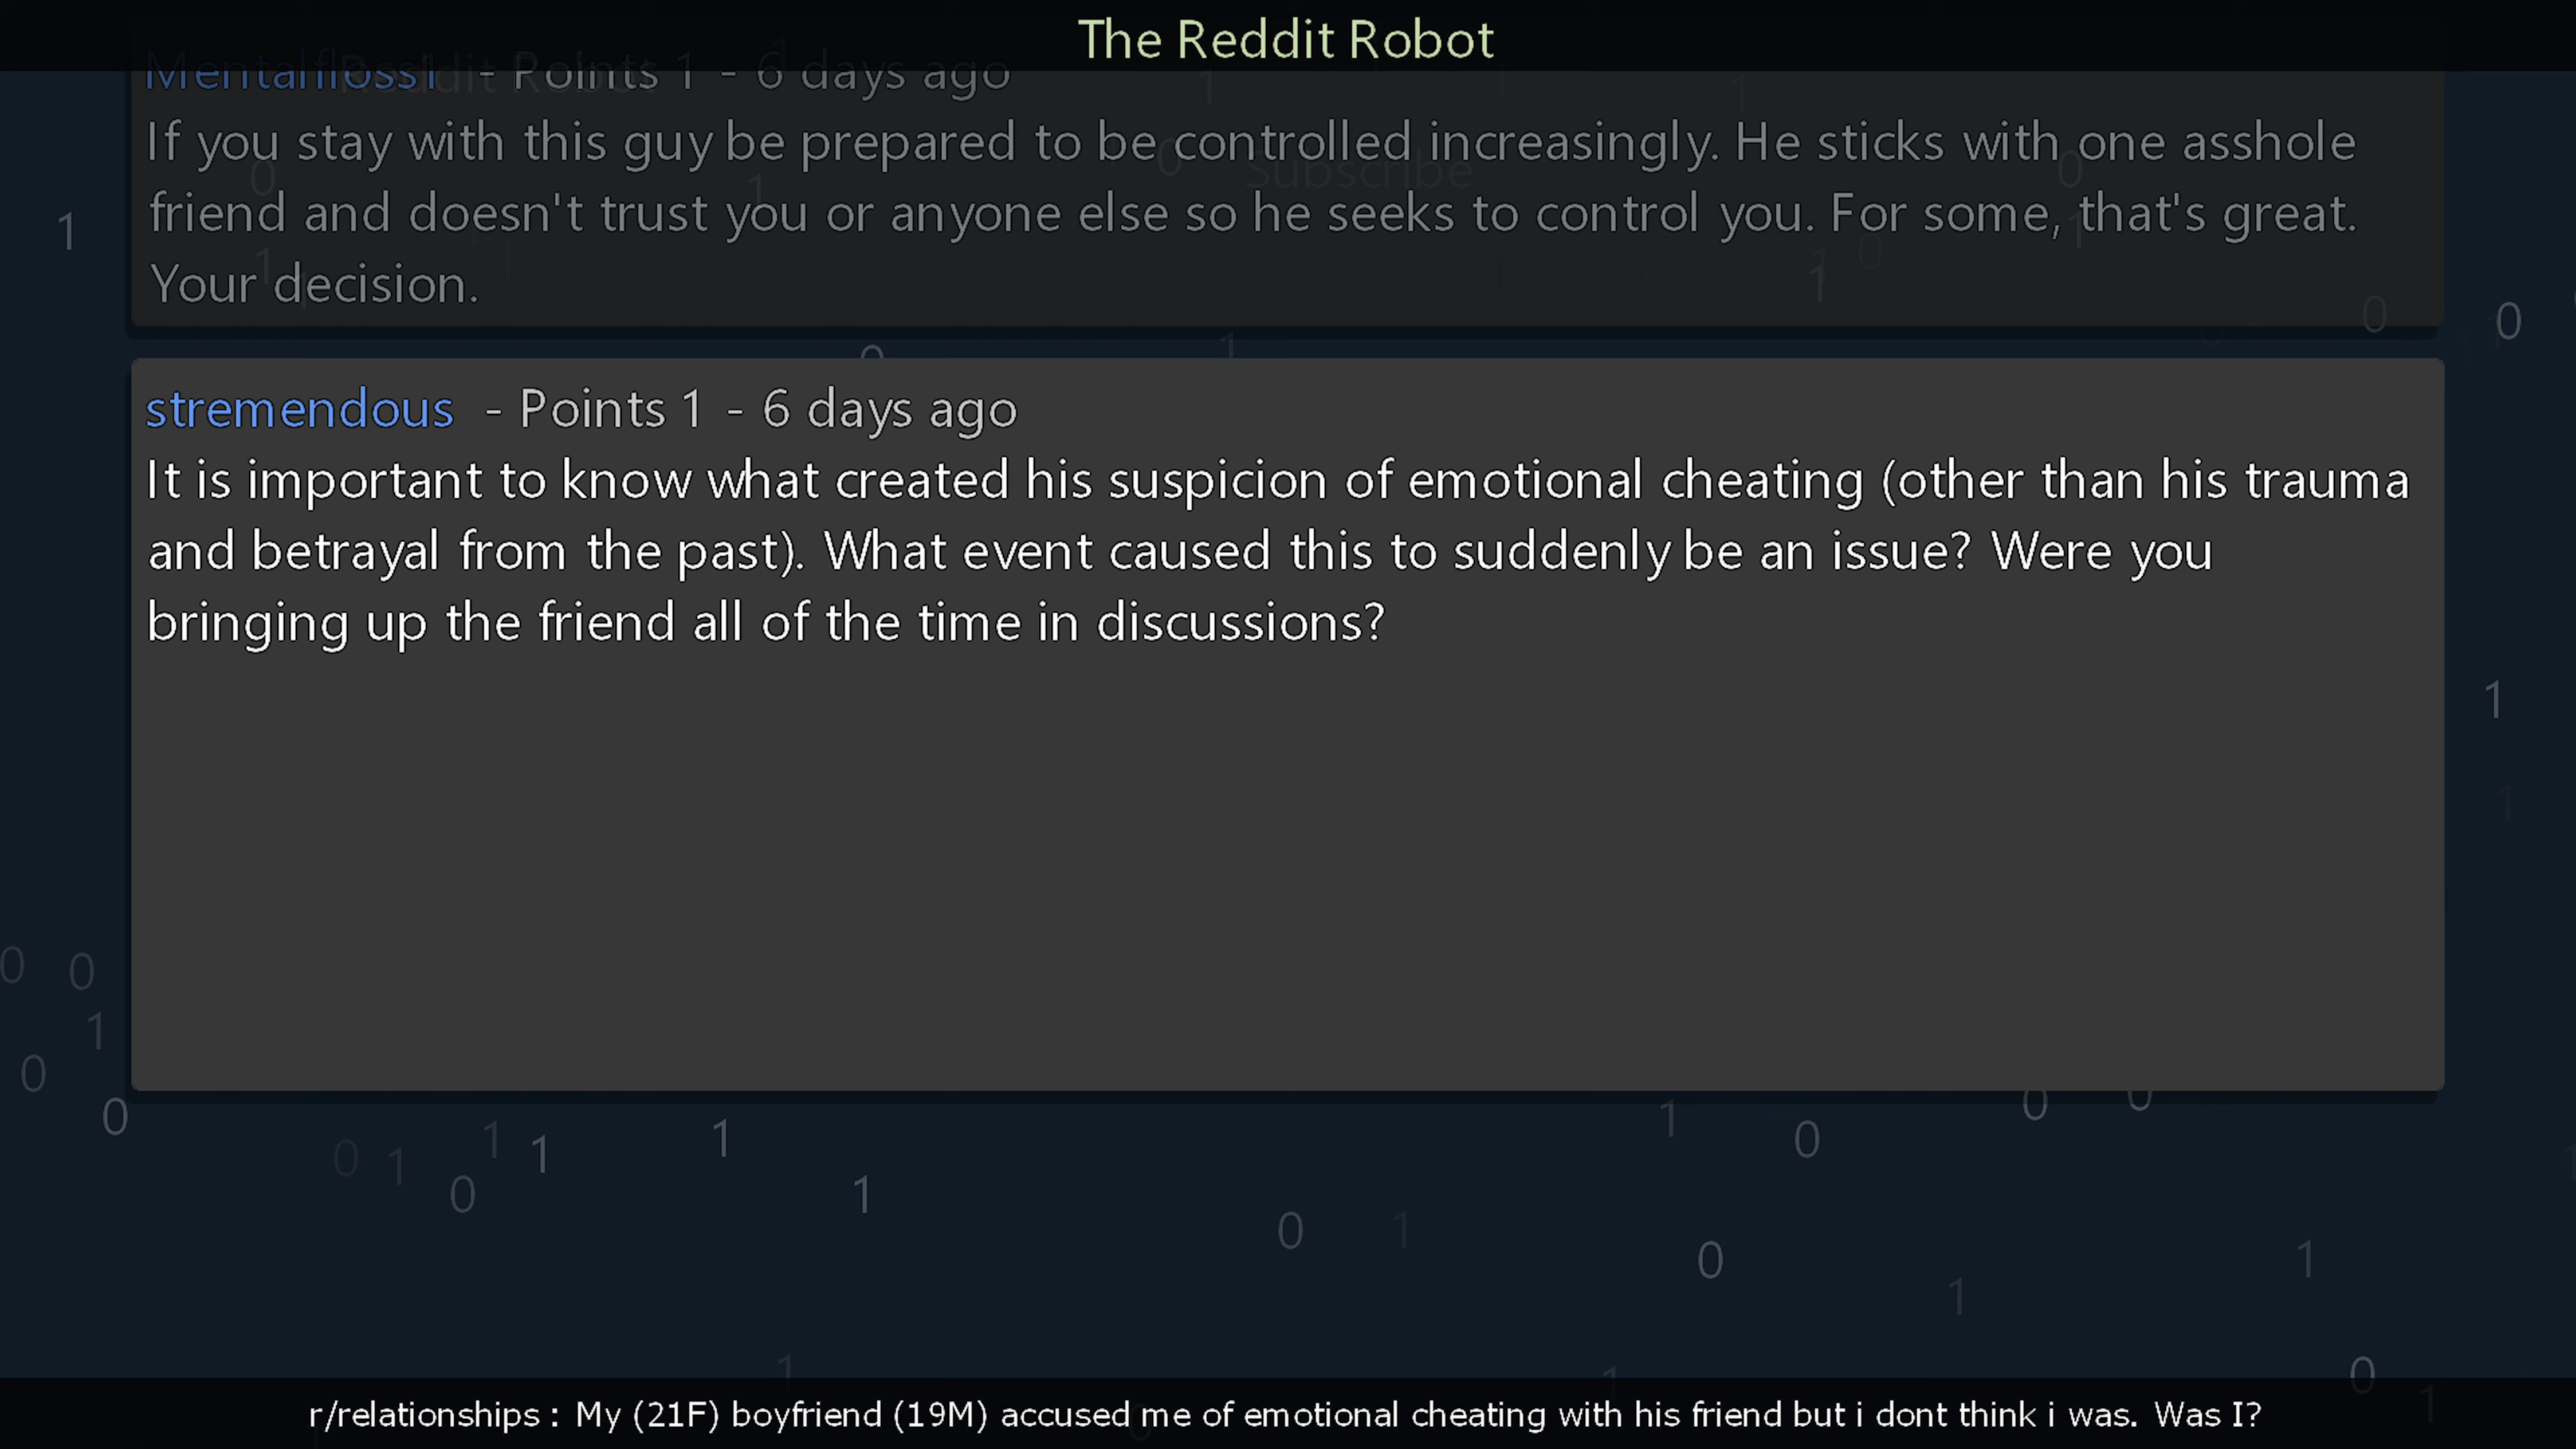 The Reddit Robot
Mentalfloss1 - Points 1 - 6 days ago
If you stay with this guy be prepared to be controlled increasingly. He sticks with one asshole
friend and doesn't trust you or anyone else so he seeks to control you. For some, that's great.
Your decision.
Subscribe
stremendous - Points 1 - 6 days ago
It is important to know what created his suspicion of emotional cheating (other than his trauma
and betrayal from the past). What event caused this to suddenly be an issue? Were you
bringing up the friend all of the time in discussions?
r/relationships : My (21F) boyfriend (19M) accused me of emotional cheating with his friend but i dont think i was. Was I?